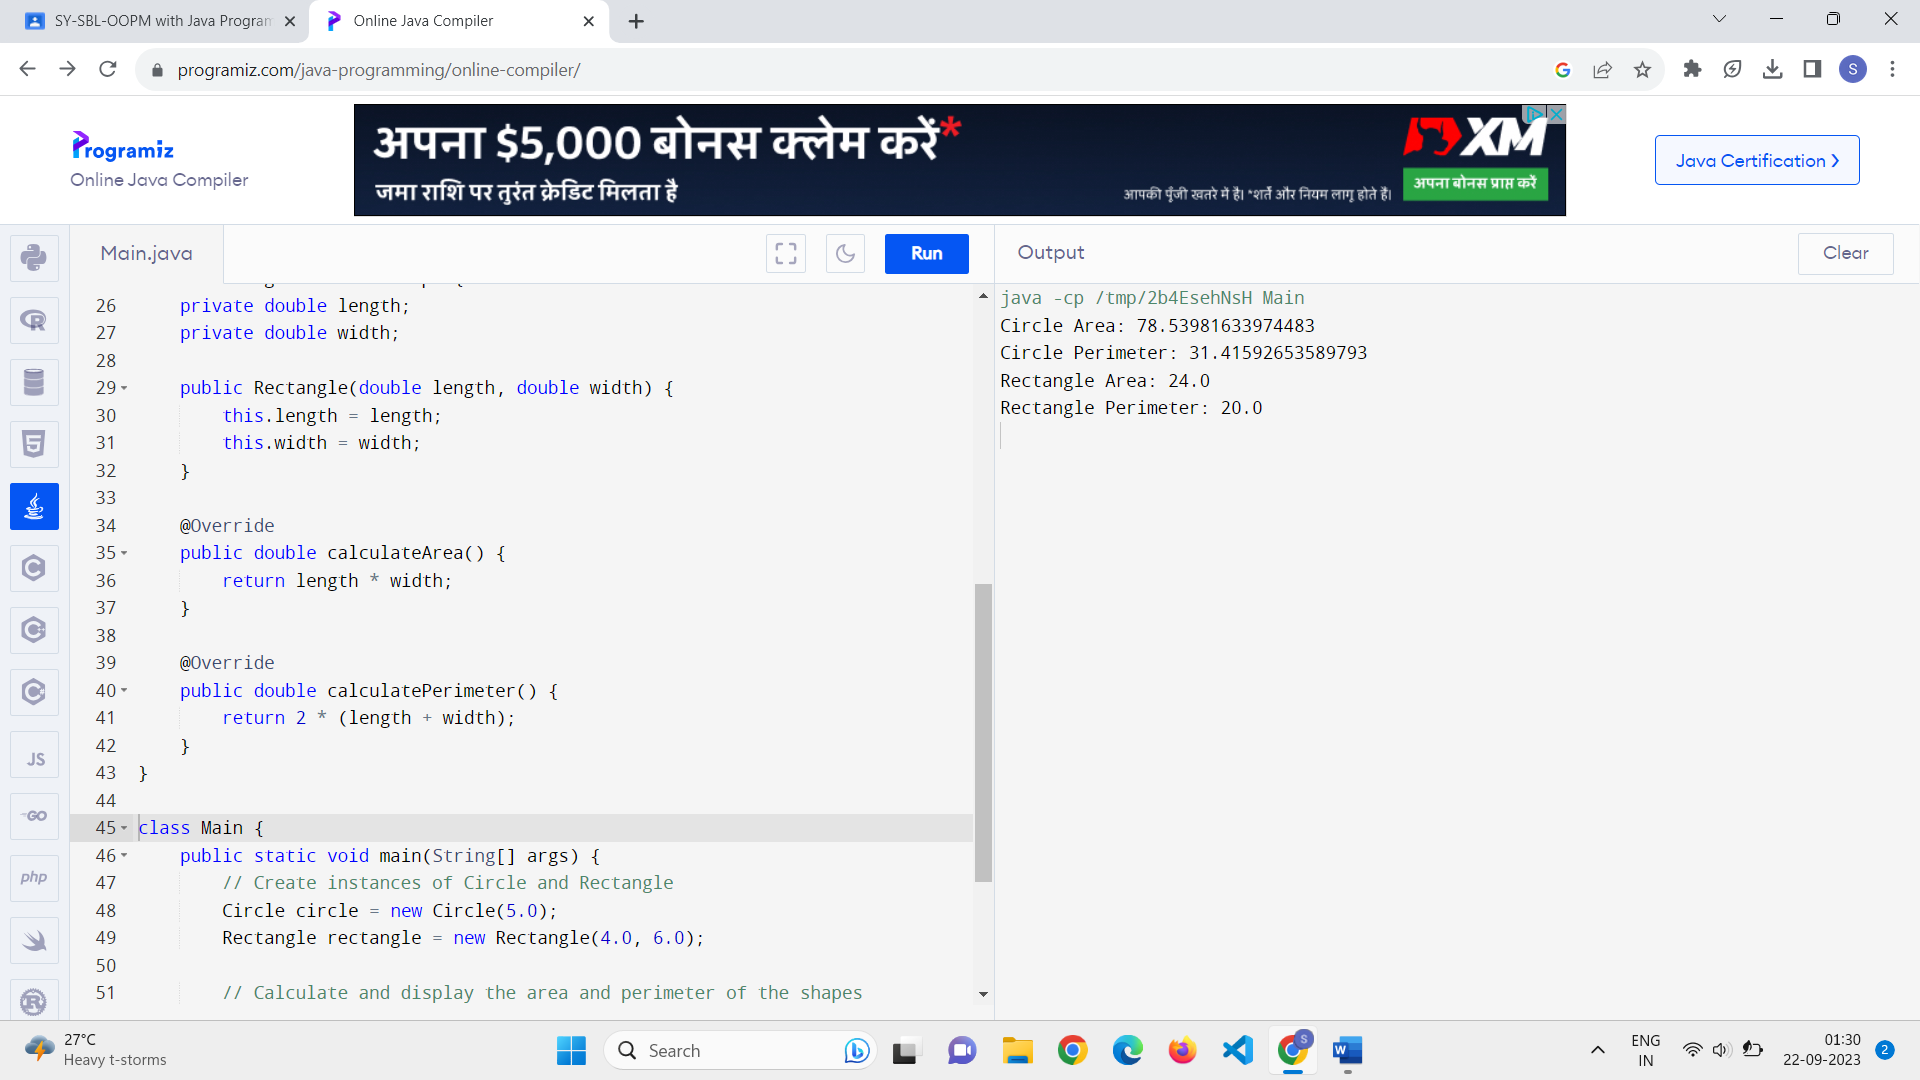 SY-SBL-OOPM with Java Program
Online Java Compiler
programiz.com/java-programming/online-compiler/
S
Programiz
Online Java Compiler
अपना $5,000 बोनस क्लेम करें*
जमा राशि पर तुरंत क्रेडिट मिलता है
आपकी पूँजी खतरे में है। *शर्तें और नियम लागू होते हैं।
XM
अपना बोनस प्राप्त करें
Java Certification
Main.java
Run
Output
Clear
26 private double length;
27 private double width;
28
29 public Rectangle(double length, double width) {
30 this.length = length;
31 this.width = width;
32 }
33
34 @Override
35 public double calculateArea() {
36 return length * width;
37 }
38
39 @Override
40 public double calculatePerimeter() {
41 return 2 * (length + width);
42 }
43 }
44
45 class Main {
46 public static void main(String[] args) {
47 // Create instances of Circle and Rectangle
48 Circle circle = new Circle(5.0);
49 Rectangle rectangle = new Rectangle(4.0, 6.0);
50
51 // Calculate and display the area and perimeter of the shapes
java -cp /tmp/2b4EsehNsH Main
Circle Area: 78.53981633974483
Circle Perimeter: 31.41592653589793
Rectangle Area: 24.0
Rectangle Perimeter: 20.0
R
5
C
C
C
JS
GO
php
R
27°C
Heavy t-storms
Search
S
W
ENG
IN
01:30
22-09-2023
2